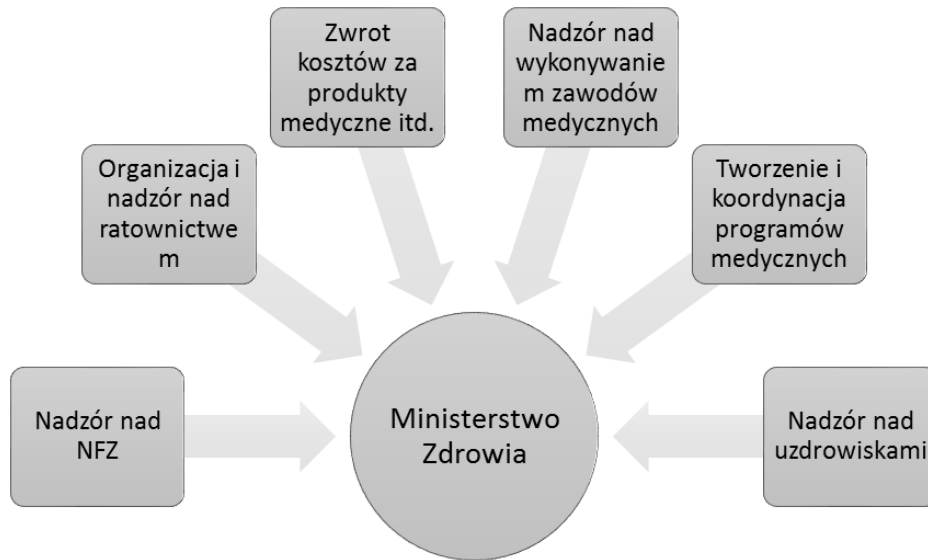 Zwrot
kosztów za
produkty
medyczne itd.
Nadzór nad
wykonywanie
m zawodów
medycznych
Organizacja i
nadzór nad
ratownictwe
m
Tworzenie i
koordynacja
programów
medycznych
Nadzór nad
NFZ
Ministerstwo
Zdrowia
Nadzór nad
uzdrowiskami